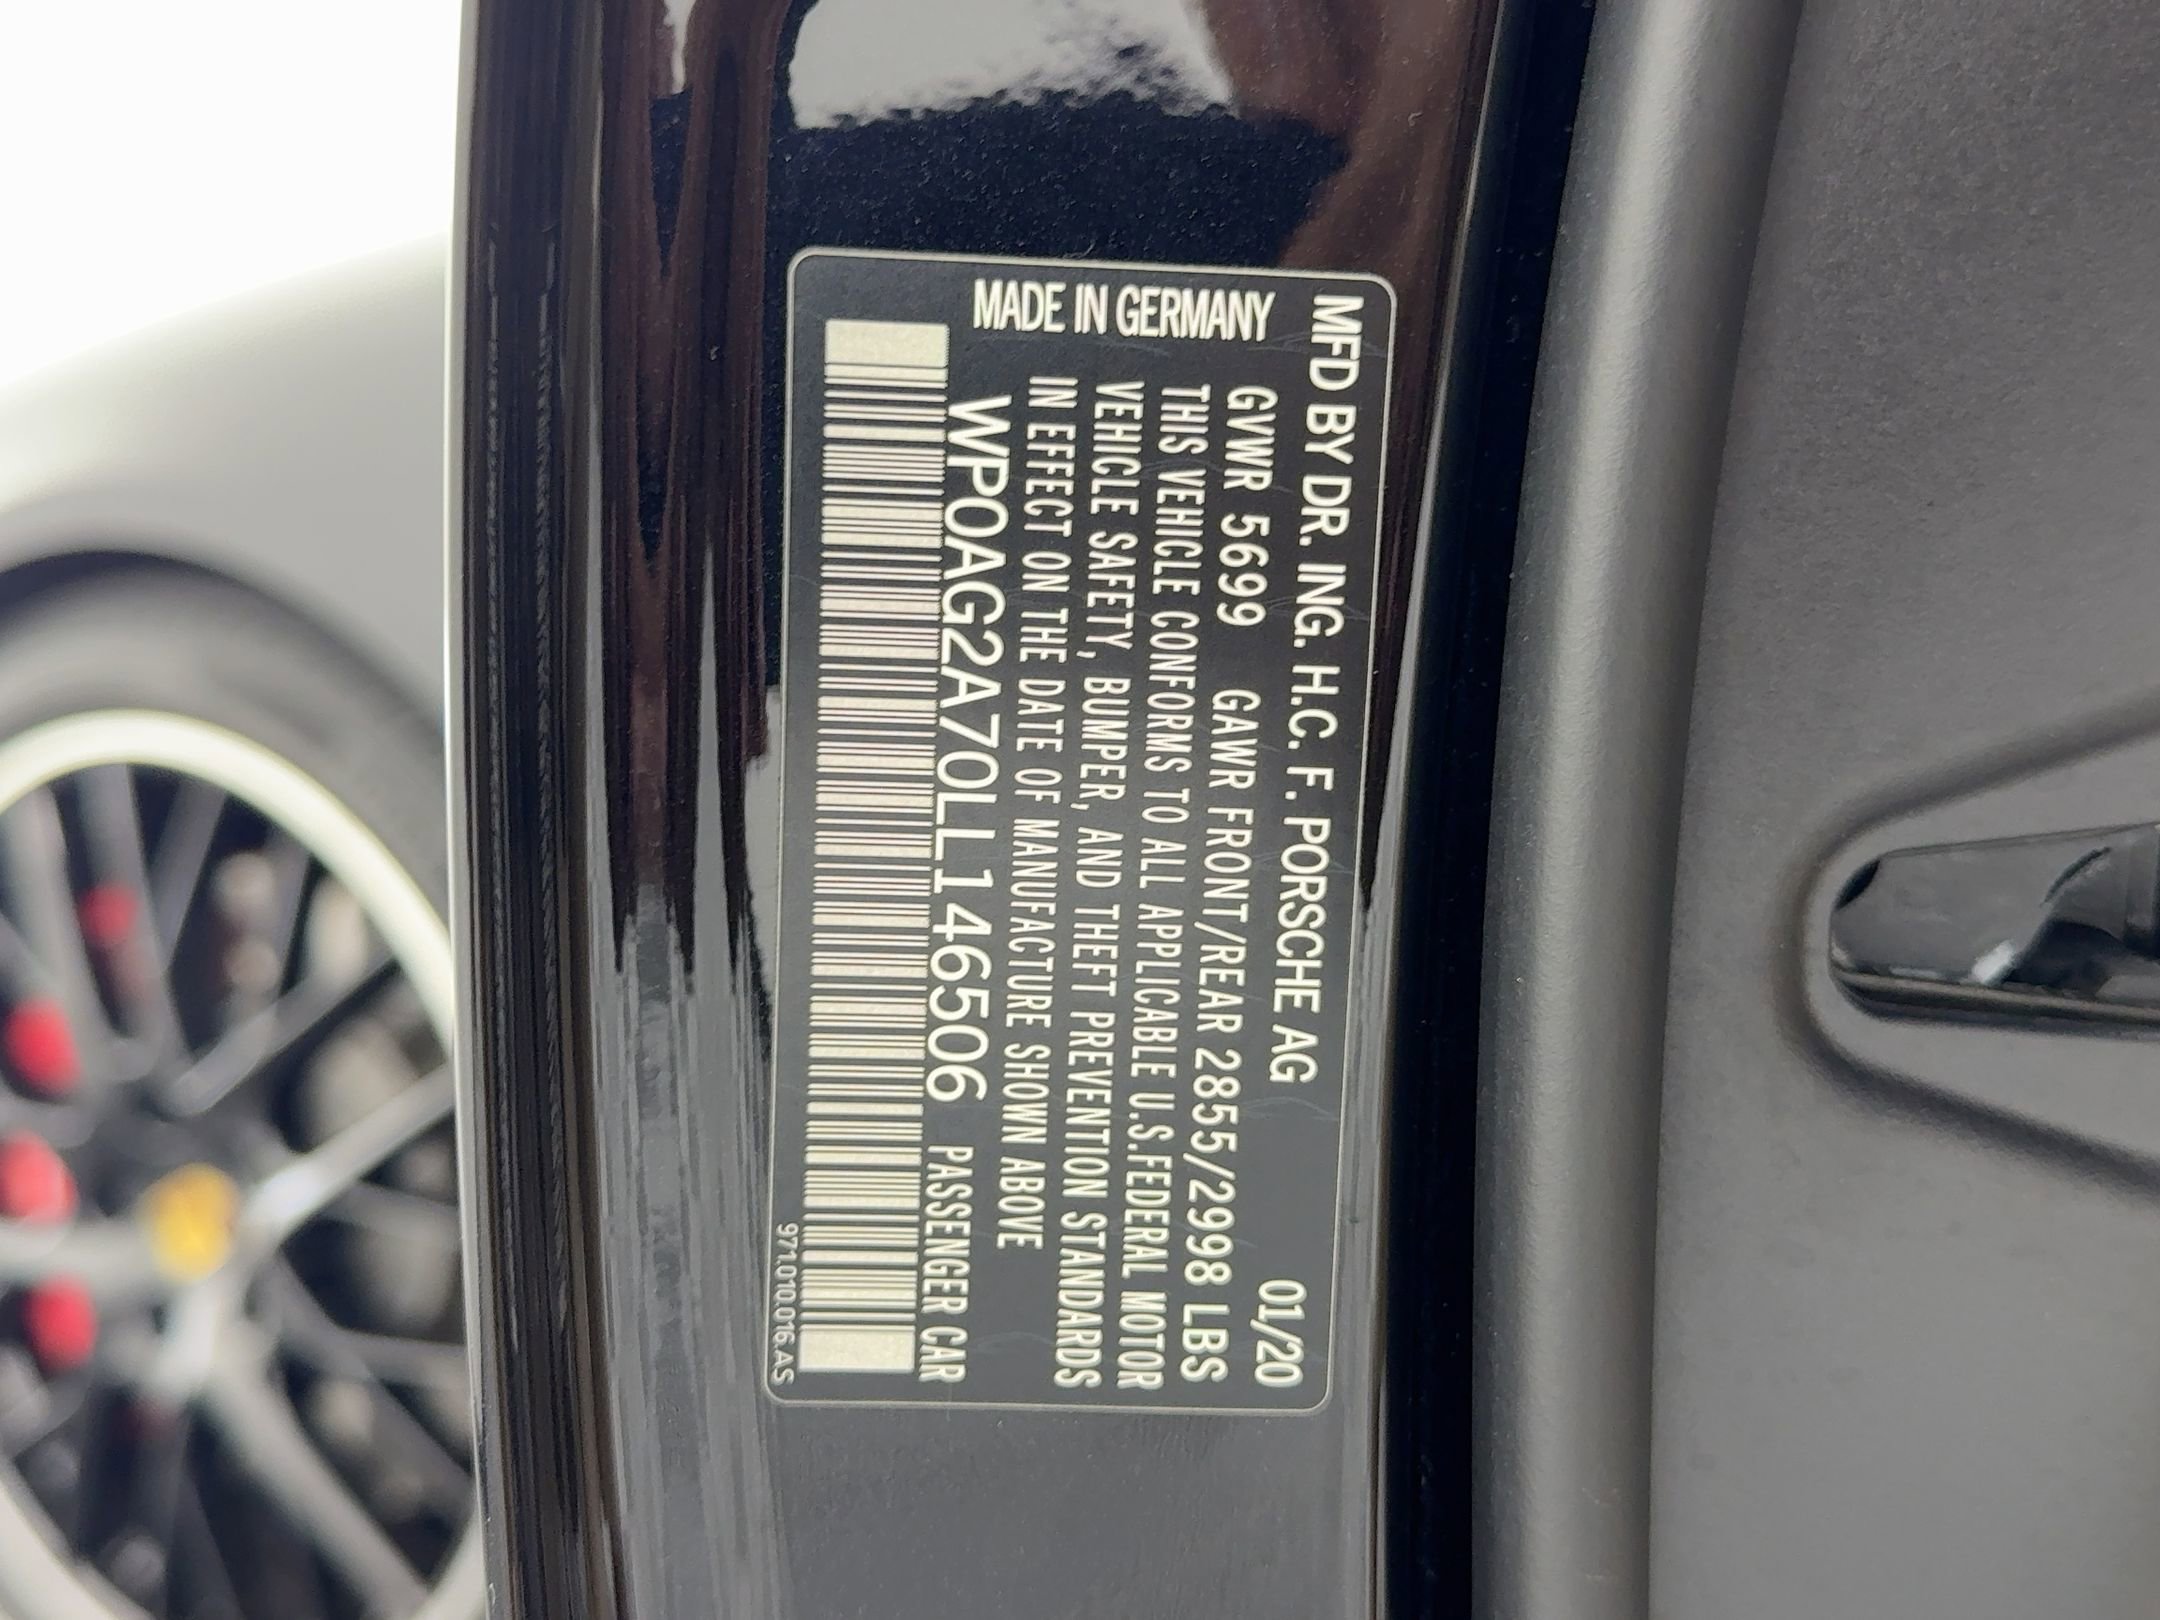 MFD BY DR. ING. H.C. F. PORSCHE AG 01/20
GVWR 5699 GAWR FRONT/REAR 2855/2998 LBS
THIS VEHICLE CONFORMS TO ALL APPLICABLE U.S.FEDERAL MOTOR
VEHICLE SAFETY, BUMPER, AND THEFT PREVENTION STANDARDS
IN EFFECT ON THE DATE OF MANUFACTURE SHOWN ABOVE
WP0AG2A70LL146506 PASSENGER CAR
MADE IN GERMANY
971.010.016.AS